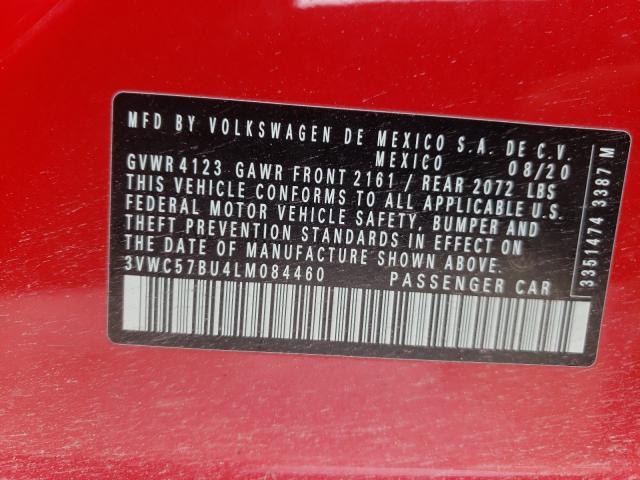 MFD BY VOLKSWAGEN DE MEXICO S.A. DE C.V.
MEXICO 08/20
GVWR 4123 GAWR FRONT 2161 / REAR 2072 LBS
THIS VEHICLE CONFORMS TO ALL APPLICABLE U.S.
FEDERAL MOTOR VEHICLE SAFETY, BUMPER AND
THEFT PREVENTION STANDARDS IN EFFECT ON
THE DATE OF MANUFACTURE SHOWN ABOVE.
3VWC57BU4LM084460 PASSENGER CAR
3351474 3387 M